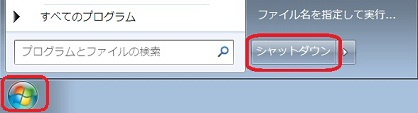 すべてのプログラム
ファイル名を指定して実行...
プログラムとファイルの検索
シャットダウン